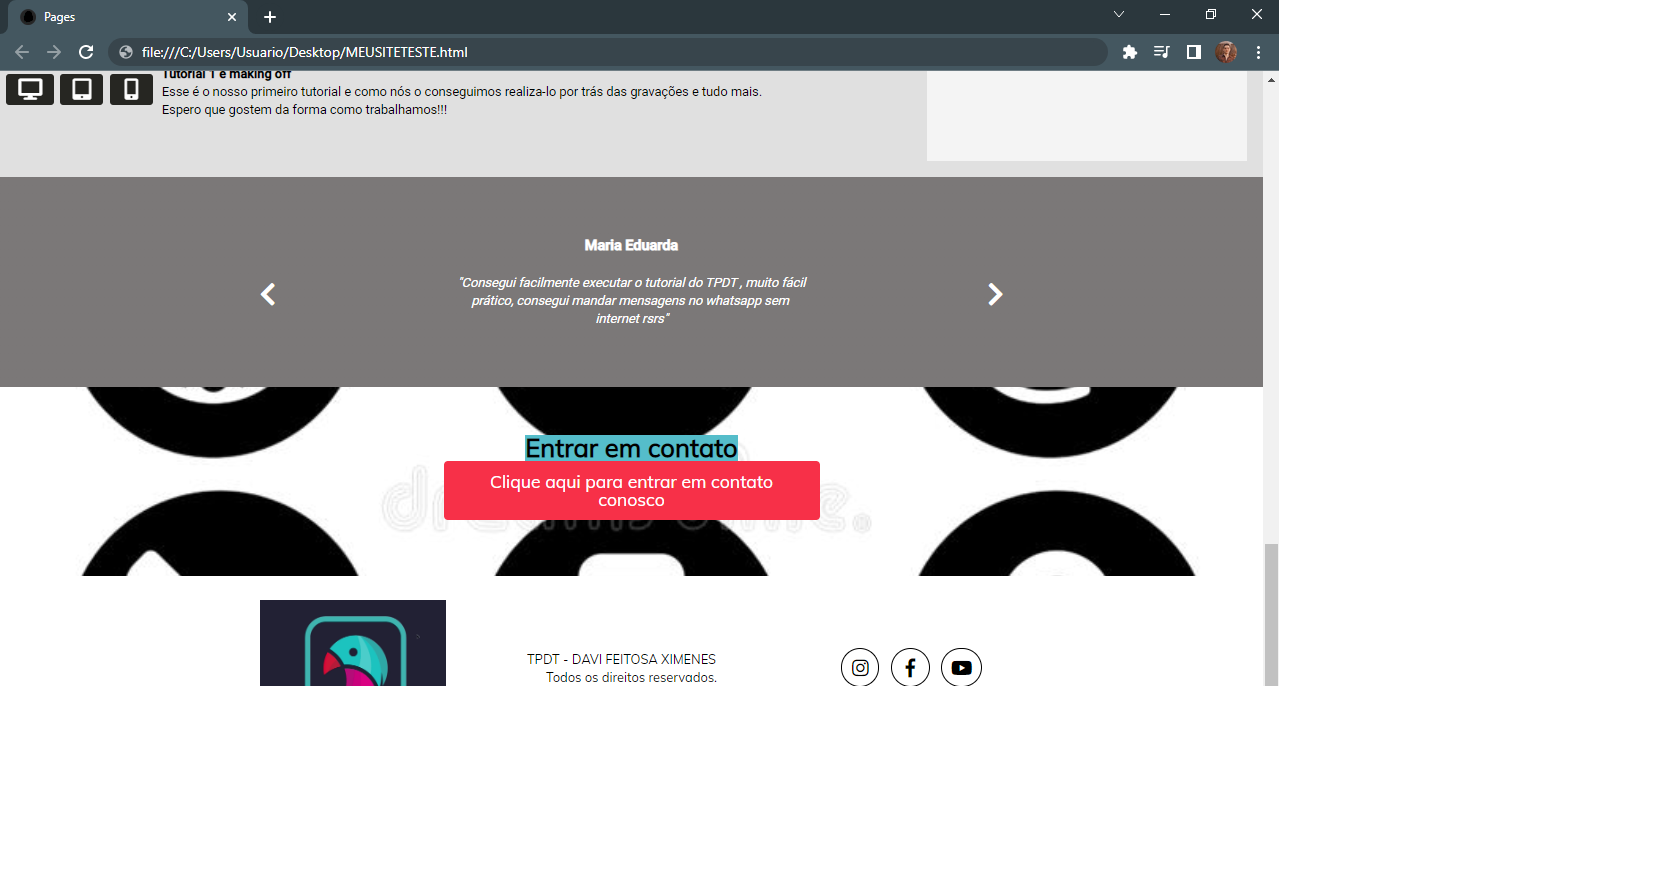 Pages
file:///C:/Users/Usuario/Desktop/MEUSITETESTE.html
Tutorial 1 e making off
Esse é o nosso primeiro tutorial e como nós o conseguimos realiza-lo por trás das gravações e tudo mais.
Espero que gostem da forma como trabalhamos!!!
Maria Eduarda
"Consegui facilmente executar o tutorial do TPDT , muito fácil
prático, consegui mandar mensagens no whatsapp sem
internet rsrs"
Entrar em contato
Clique aqui para entrar em contato
conosco
TPDT - DAVI FEITOSA XIMENES
Todos os direitos reservados.